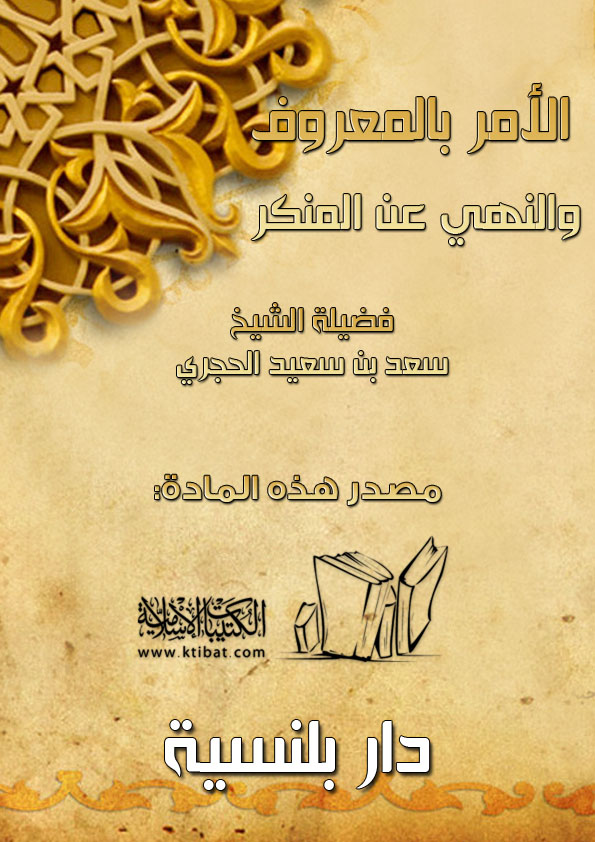 الأمر بالمعروف
والنهي عن المنكر
فضيلة الشيخ
سعد بن سعيد الحجري
مصدر هذه المادة:
الكتيبات الإسلامية
www.ktibat.com
دار بلنسية